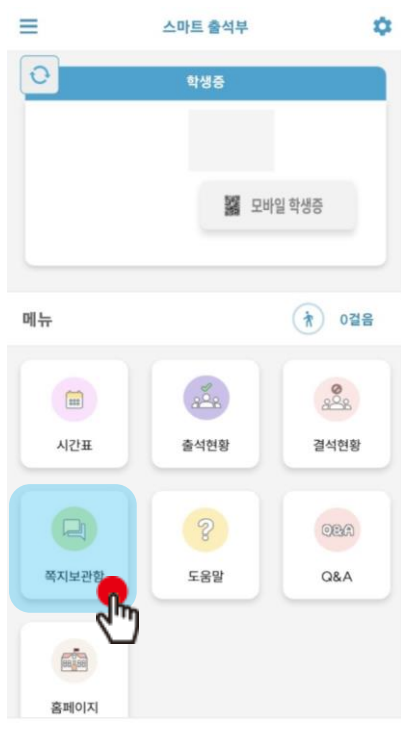 스마트 출석부
학생증
모바일 학생증
메뉴
0걸음
시간표
출석현황
결석현황
쪽지보관함
도움말
Q&A
Q&A
홈페이지